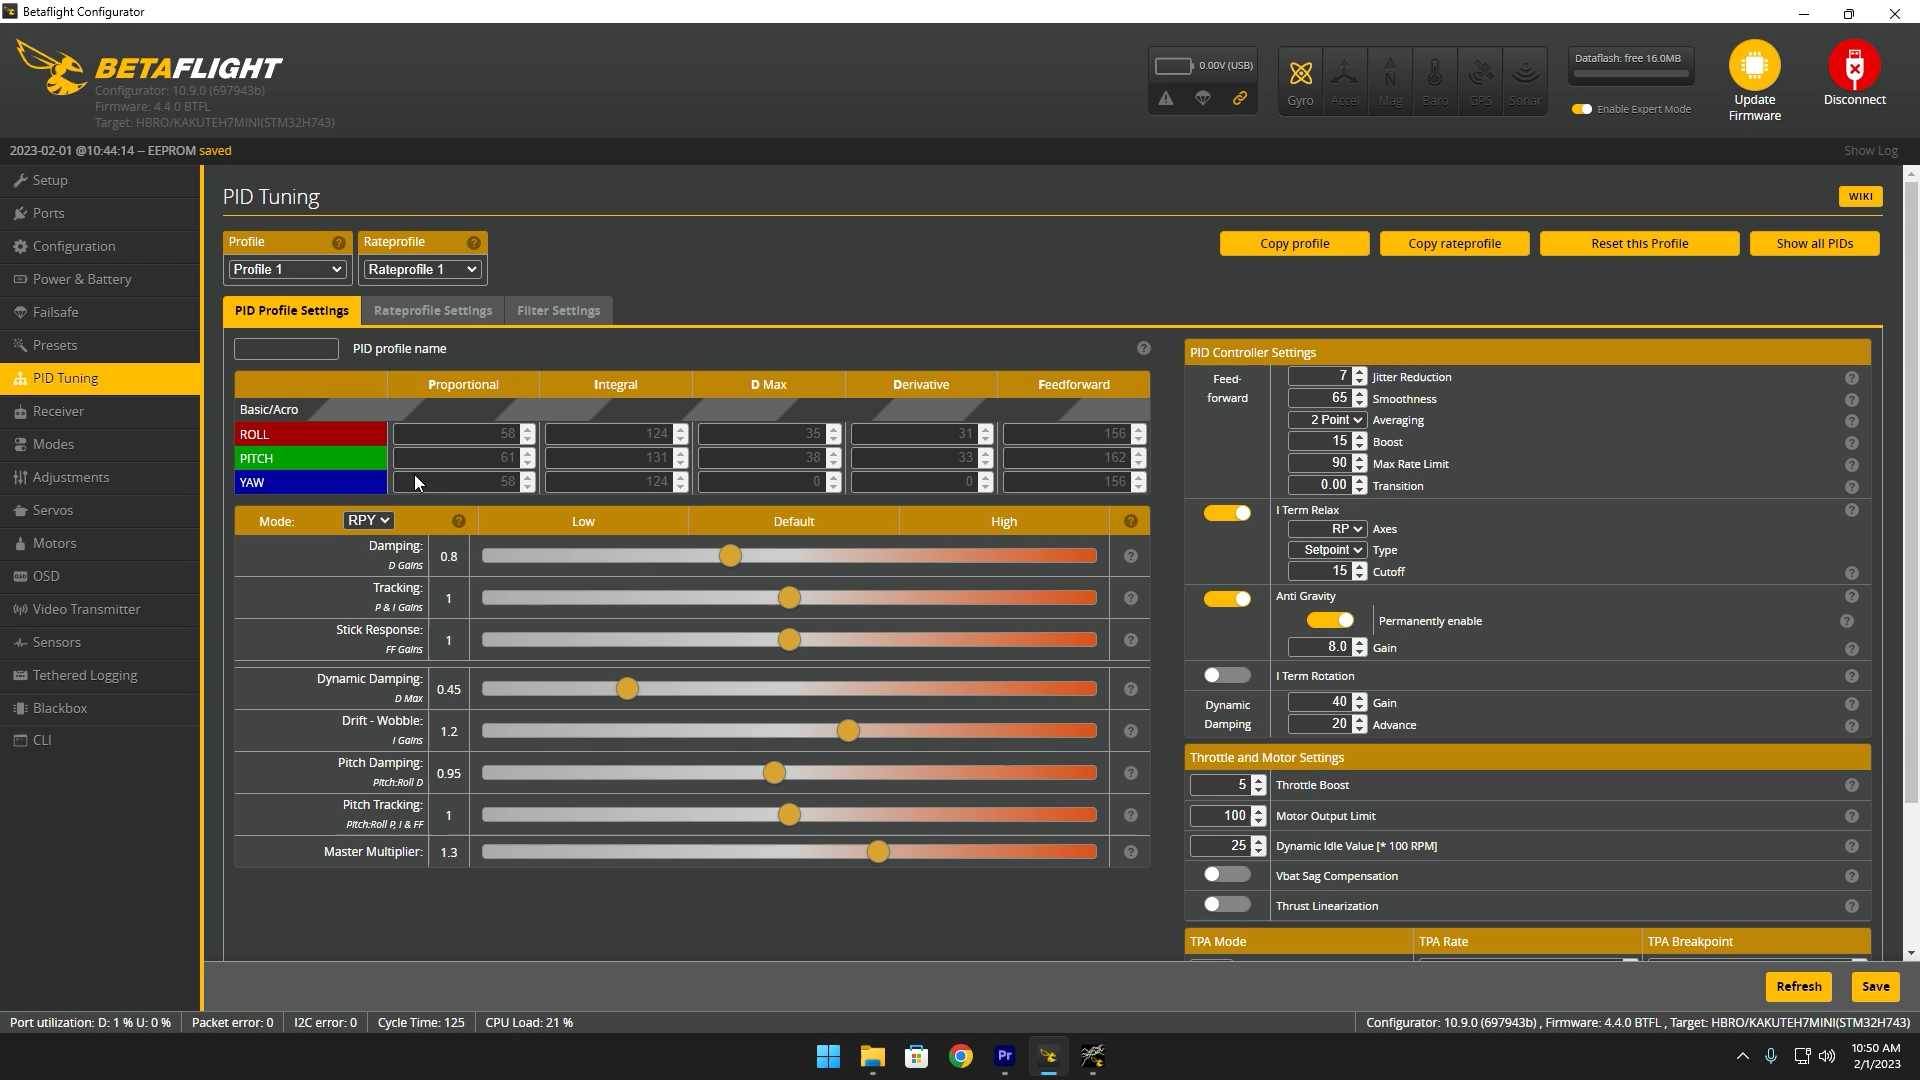 Betaflight Configurator
BETAFLIGHT
Configurator: 10.9.0 (697943b)
Firmware: 4.4.0 BTFL
Target: HBRO/KAKUTEH7MINI(STM32H743)
0.00V (USB)
Gyro Accel Mag Baro GPS Sonar
Dataflash: free 16.0MB
Enable Expert Mode
Update Firmware
Disconnect
2023-02-01 @10:44:14 -- EEPROM saved
Show Log
Setup
Ports
Configuration
Power & Battery
Failsafe
Presets
PID Tuning
Receiver
Modes
Adjustments
Servos
Motors
OSD
Video Transmitter
Sensors
Tethered Logging
Blackbox
CLI
PID Tuning
WIKI
Profile
Profile 1
Rateprofile
Rateprofile 1
Copy profile
Copy rateprofile
Reset this Profile
Show all PIDs
PID Profile Settings Rateprofile Settings Filter Settings
PID profile name
Proportional Integral D Max Derivative Feedforward
Basic/Acro
ROLL 58 124 35 31 156
PITCH 61 131 38 33 162
YAW 58 124 0 0 156
Mode: RPY Low Default High
Damping: 0.8
D Gains
Tracking: 1
P & I Gains
Stick Response: 1
FF Gains
Dynamic Damping: 0.45
D Max
Drift - Wobble: 1.2
I Gains
Pitch Damping: 0.95
Pitch:Roll D
Pitch Tracking: 1
Pitch:Roll P, I & FF
Master Multiplier: 1.3
PID Controller Settings
Feed-forward
7 Jitter Reduction
65 Smoothness
2 Point Averaging
15 Boost
90 Max Rate Limit
0.00 Transition
I Term Relax
RP Axes
Setpoint Type
15 Cutoff
Anti Gravity
Permanently enable
8.0 Gain
I Term Rotation
Dynamic Damping
40 Gain
20 Advance
Throttle and Motor Settings
5 Throttle Boost
100 Motor Output Limit
25 Dynamic Idle Value [* 100 RPM]
Vbat Sag Compensation
Thrust Linearization
TPA Mode TPA Rate TPA Breakpoint
Refresh
Save
Port utilization: D: 1 % U: 0 % Packet error: 0 I2C error: 0 Cycle Time: 125 CPU Load: 21 %
Configurator: 10.9.0 (697943b) , Firmware: 4.4.0 BTFL , Target: HBRO/KAKUTEH7MINI(STM32H743)
Pr
10:50 AM
2/1/2023